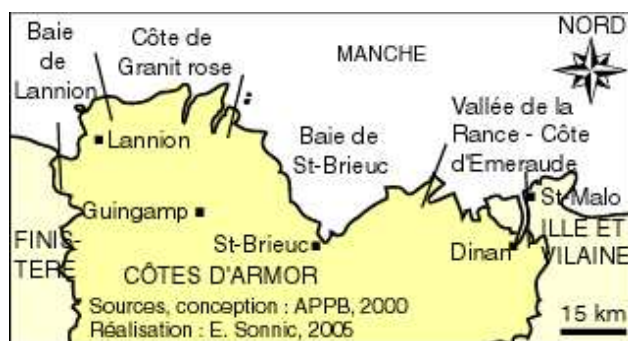 Baie
de
Lannion
Côte de
Granit rose
MANCHE
NORD
Vallée de la
Rance - Côte
d'Emeraude
Baie de
St-Brieuc
Lannion
Guingamp
St-Brieuc
Dinan
St-Malo
FINIS-
TERE
CÔTES D'ARMOR
ILLE ET
VILAINE
Sources, conception : APPB, 2000
Réalisation : E. Sonnic, 2005
15 km